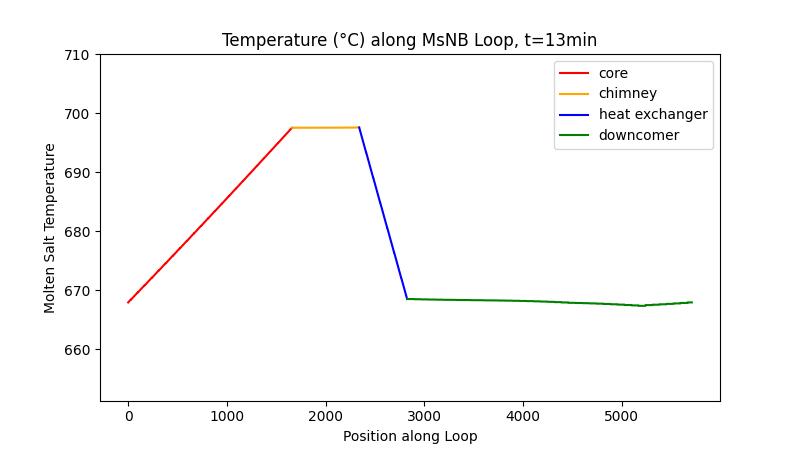 Temperature (°C) along MsNB Loop, t=13min
core
chimney
heat exchanger
downcomer
Molten Salt Temperature
710
700
690
680
670
660
0 1000 2000 3000 4000 5000
Position along Loop